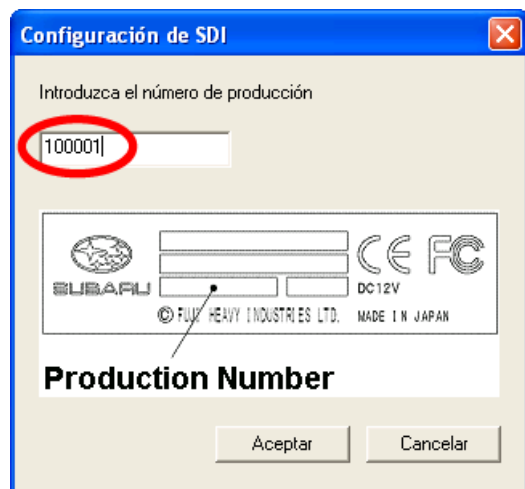 Configuración de SDI
Introduzca el número de producción
100001
SUBARU
CE FC
DC12V
© FUJI HEAVY INDUSTRIES LTD. MADE IN JAPAN
Production Number
Aceptar Cancelar